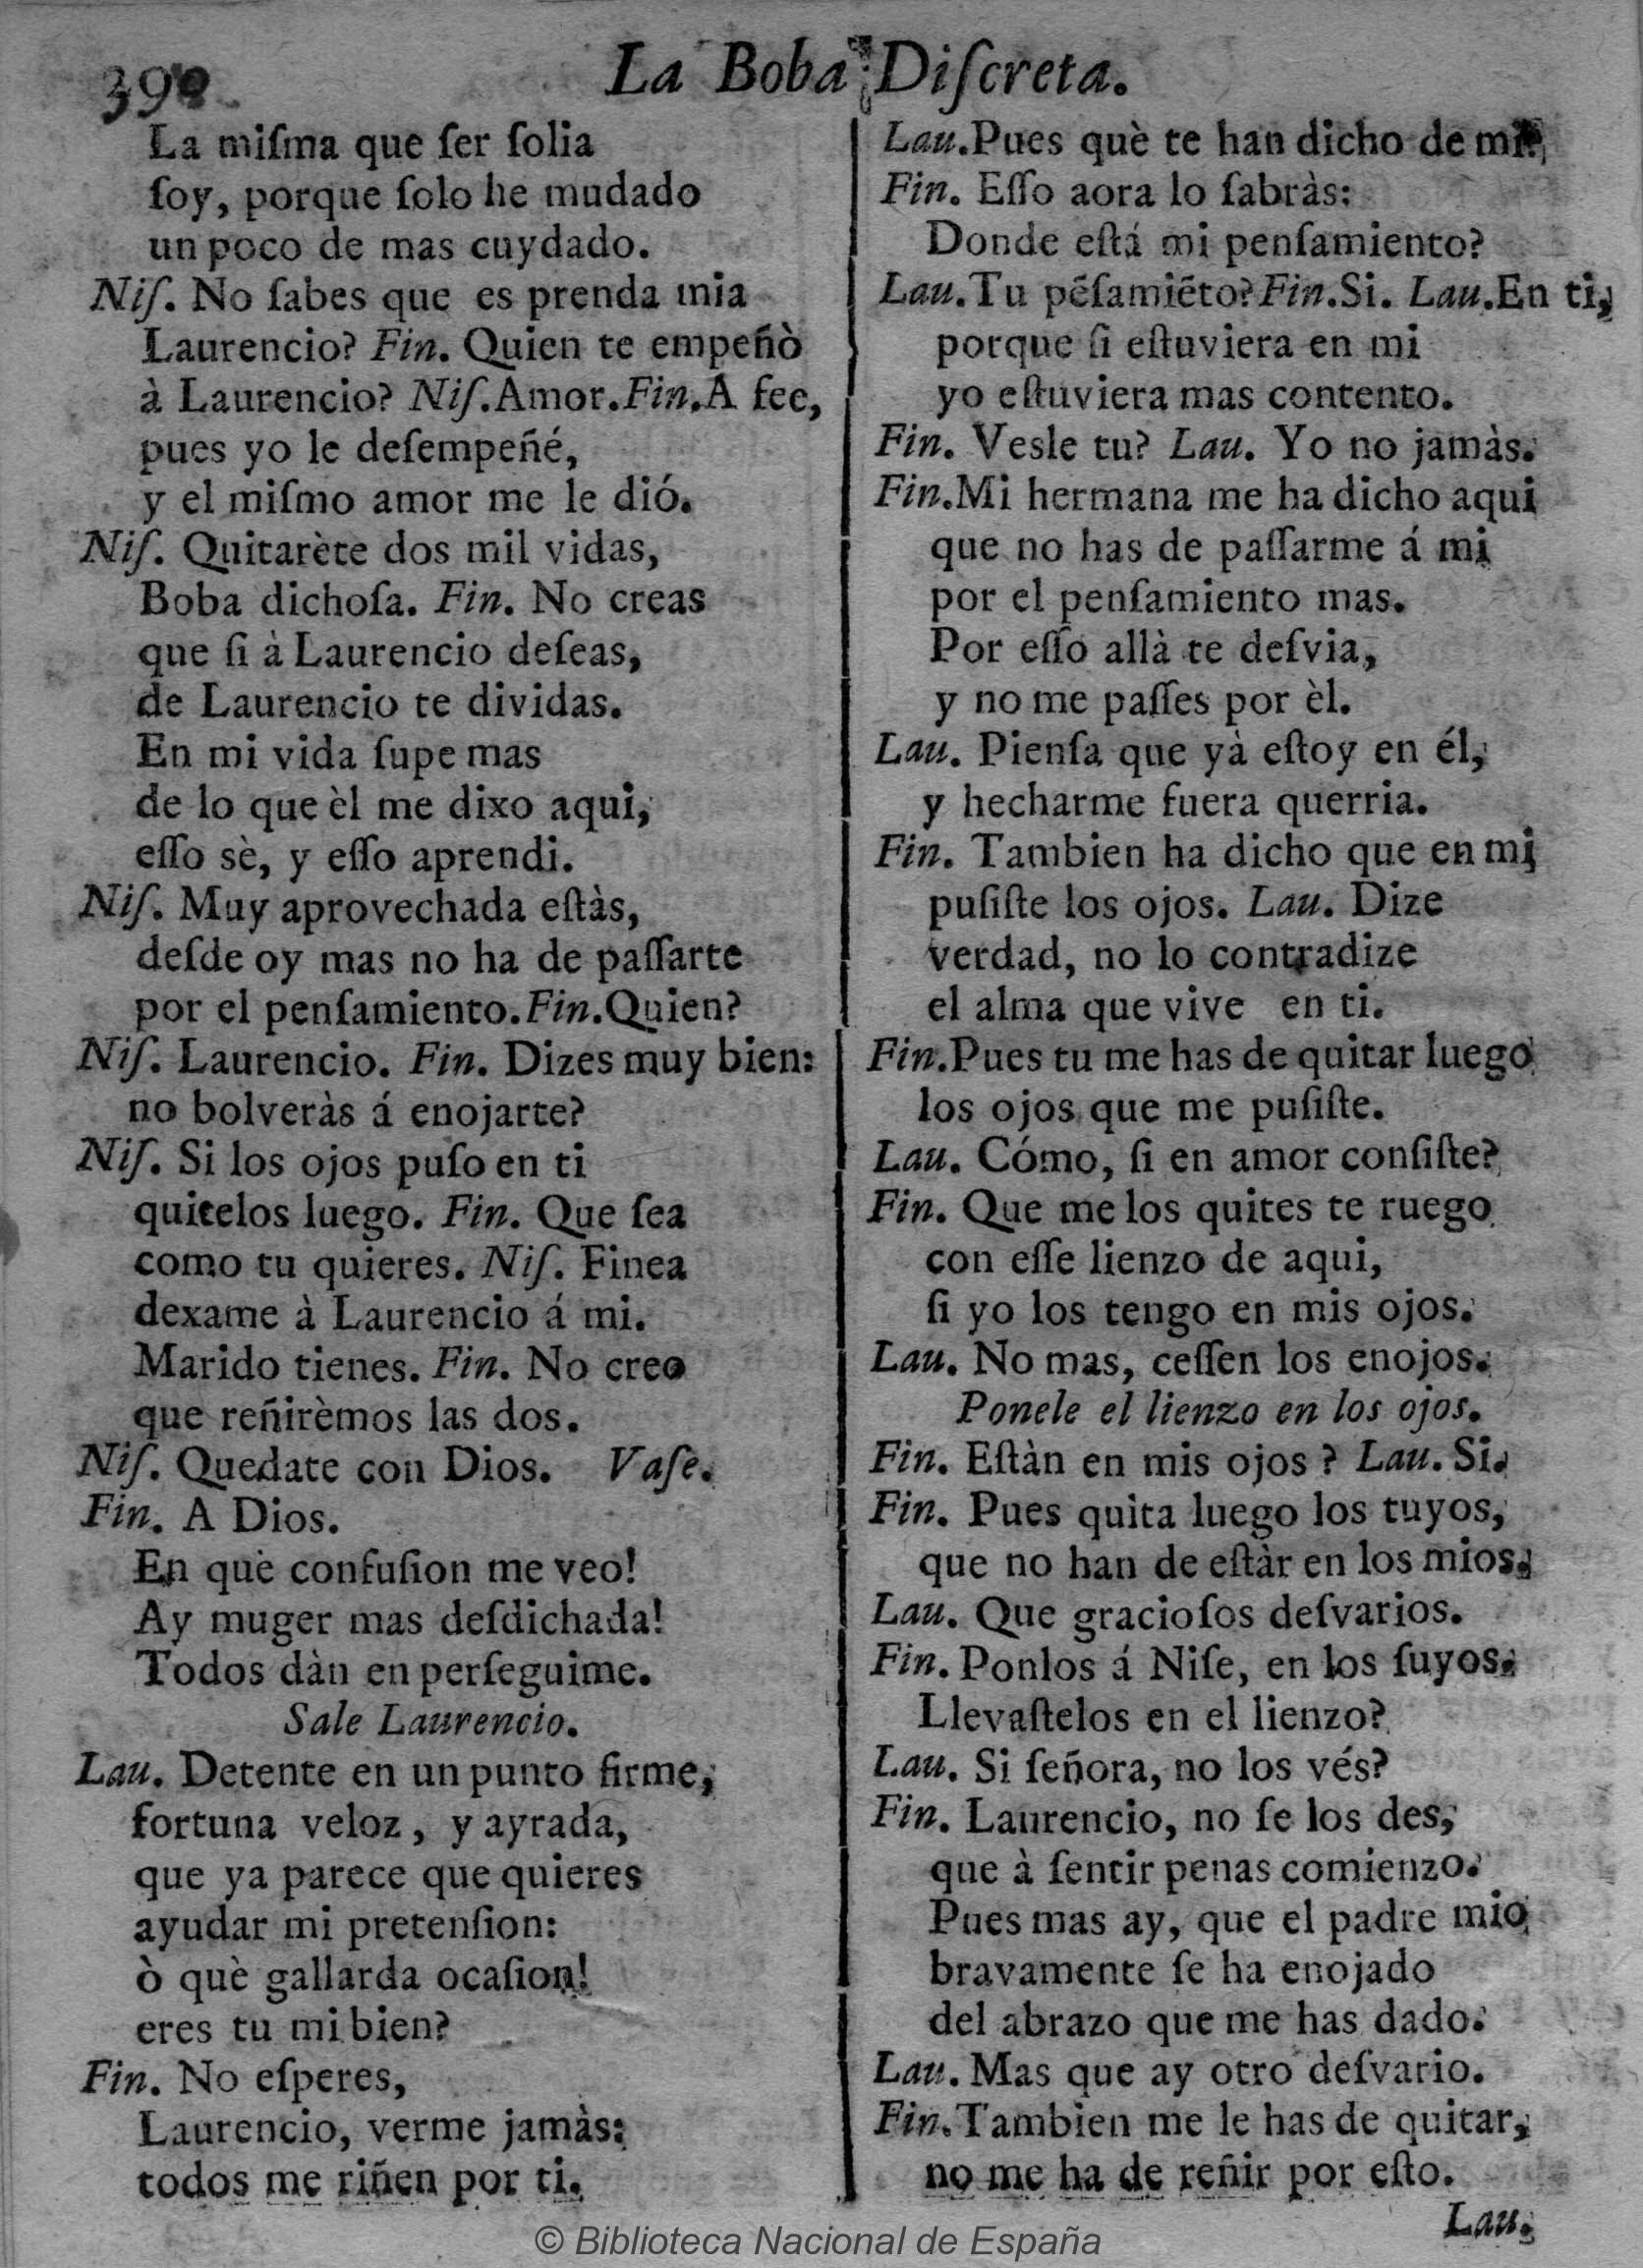 390
La Boba Diſcreta.
La miſma que ſer ſolia
ſoy, porque ſolo he mudado
un poco de mas cuydado.
Niſ. No ſabes que es prenda mia
Laurencio? Fin. Quien te empeñò
à Laurencio? Niſ. Amor. Fin. A fee,
pues yo le deſempeñé,
y el miſmo amor me le dió.
Niſ. Quitarète dos mil vidas,
Boba dichoſa. Fin. No creas
que ſi à Laurencio deſeas,
de Laurencio te dividas.
En mi vida ſupe mas
de lo que èl me dixo aqui,
eſſo sè, y eſſo aprendi.
Niſ. Muy aprovechada eſtàs,
deſde oy mas no ha de paſſarte
por el penſamiento. Fin. Quien?
Niſ. Laurencio. Fin. Dizes muy bien:
no bolveràs á enojarte?
Niſ. Si los ojos puſo en ti
quitelos luego. Fin. Que ſea
como tu quieres. Niſ. Finea
dexame à Laurencio á mi.
Marido tienes. Fin. No creo
que reñirèmos las dos.
Niſ. Quedate con Dios. Vaſe.
Fin. A Dios.
En què confuſion me veo!
Ay muger mas deſdichada!
Todos dàn en perſeguime.
Sale Laurencio.
Lau. Detente en un punto firme,
fortuna veloz, y ayrada,
que ya parece que quieres
ayudar mi pretenſion:
ò què gallarda ocaſion!
eres tu mi bien?
Fin. No eſperes,
Laurencio, verme jamàs:
todos me riñen por ti.
Lau. Pues què te han dicho de mi?
Fin. Eſſo aora lo ſabràs:
Donde eſtá mi penſamiento?
Lau. Tu pẽſamiẽto? Fin. Si. Lau. En ti,
porque ſi eſtuviera en mi
yo eſtuviera mas contento.
Fin. Vesle tu? Lau. Yo no jamàs.
Fin. Mi hermana me ha dicho aqui
que no has de paſſarme á mi
por el penſamiento mas.
Por eſſo allà te deſvia,
y no me paſſes por èl.
Lau. Pienſa que yà eſtoy en él,
y hecharme fuera querria.
Fin. Tambien ha dicho que en mi
puſiſte los ojos. Lau. Dize
verdad, no lo contradize
el alma que vive en ti.
Fin. Pues tu me has de quitar luego
los ojos que me puſiſte.
Lau. Cómo, ſi en amor conſiſte?
Fin. Que me los quites te ruego
con eſſe lienzo de aqui,
ſi yo los tengo en mis ojos.
Lau. No mas, ceſſen los enojos.
Ponele el lienzo en los ojos.
Fin. Eſtàn en mis ojos? Lau. Si.
Fin. Pues quita luego los tuyos,
que no han de eſtàr en los mios.
Lau. Que gracioſos deſvarios.
Fin. Ponlos á Niſe, en los ſuyos.
Llevaſtelos en el lienzo?
Lau. Si ſeñora, no los vés?
Fin. Laurencio, no ſe los des,
que à ſentir penas comienzo.
Pues mas ay, que el padre mio
bravamente ſe ha enojado
del abrazo que me has dado.
Lau. Mas que ay otro deſvario.
Fin. Tambien me le has de quitar,
no me ha de reñir por eſto.
Lau.
© Biblioteca Nacional de España